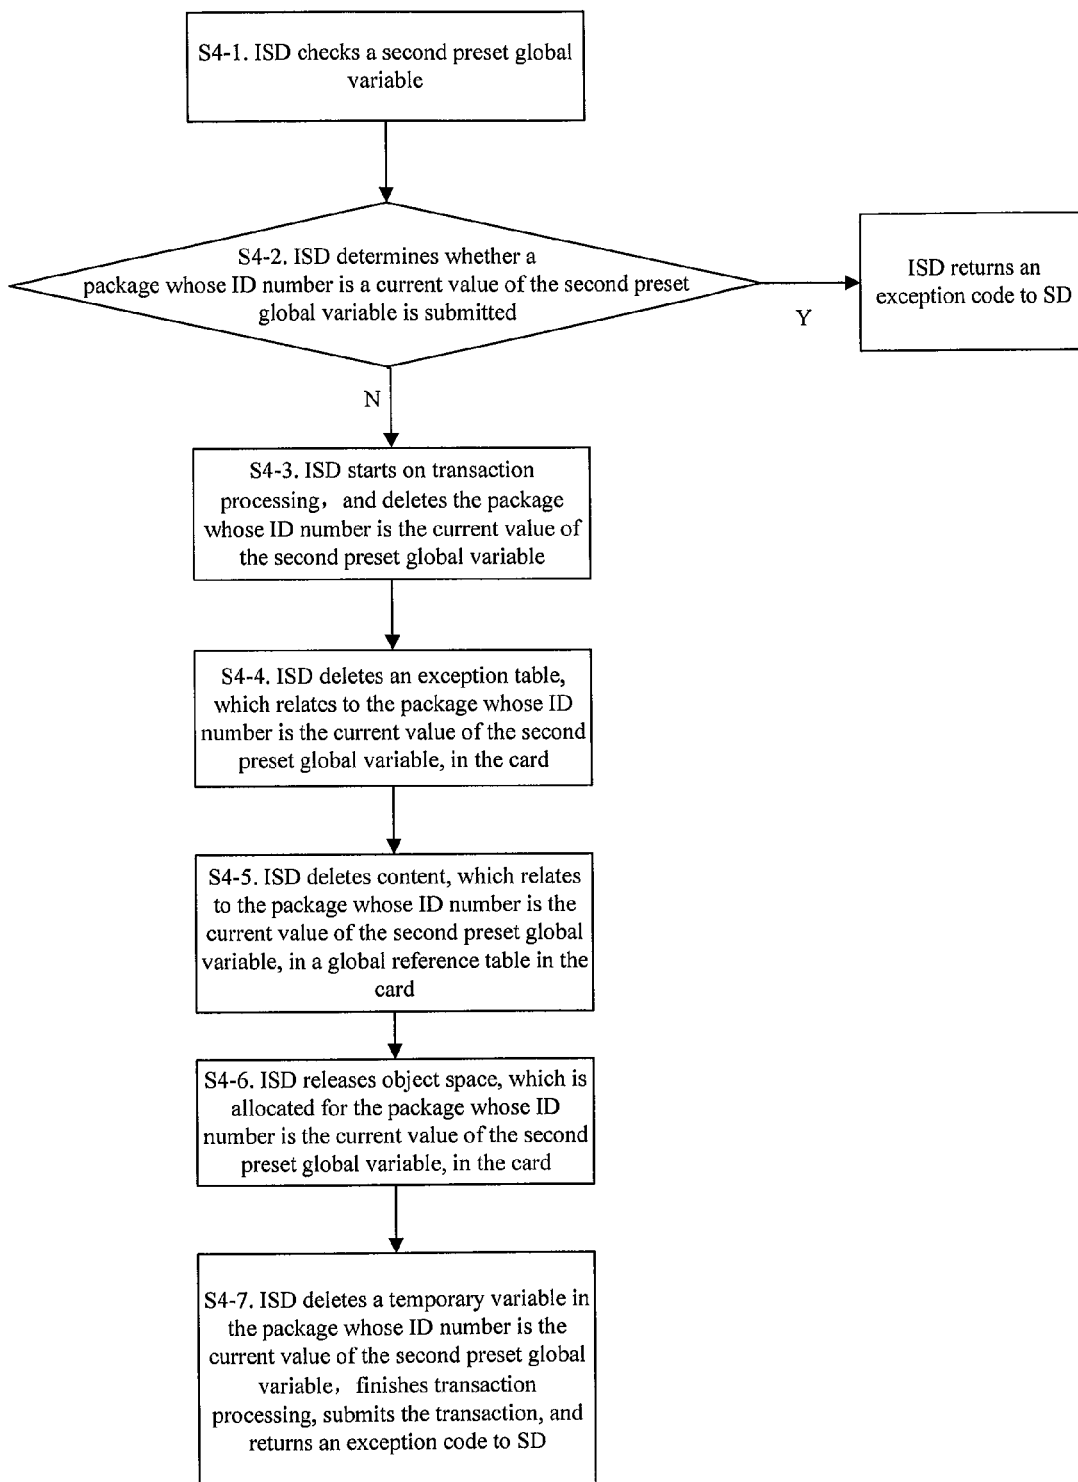 S4-1. ISD checks a second preset global
variable
S4-2. ISD determines whether a
package whose ID number is a current value of the second preset
global variable is submitted
ISD returns an
exception code to SD
Y
N
S4-3. ISD starts on transaction
processing, and deletes the package
whose ID number is the current value of
the second preset global variable
S4-4. ISD deletes an exception table,
which relates to the package whose ID
number is the current value of the second
preset global variable, in the card
S4-5. ISD deletes content, which relates
to the package whose ID number is the
current value of the second preset global
variable, in a global reference table in the
card
S4-6. ISD releases object space, which is
allocated for the package whose ID
number is the current value of the second
preset global variable, in the card
S4-7. ISD deletes a temporary variable in
the package whose ID number is the
current value of the second preset global
variable, finishes transaction
processing, submits the transaction, and
returns an exception code to SD